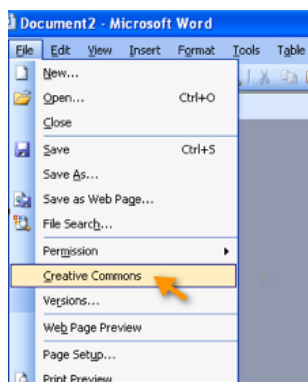 Document2 - Microsoft Word
File Edit View Insert Format Tools Table
New...
Open... Ctrl+O
Close
Save Ctrl+S
Save As...
Save as Web Page...
File Search...
Permission
Creative Commons
Versions...
Web Page Preview
Page Setup...
Print Preview